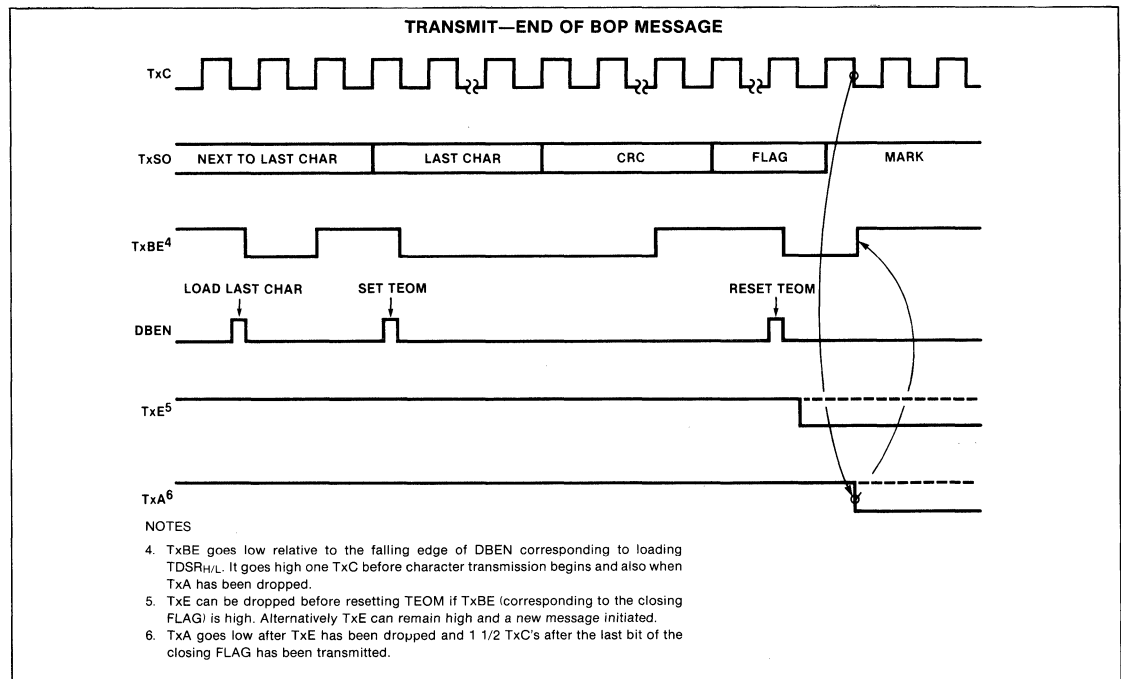 TRANSMIT—END OF BOP MESSAGE
TxC
TxSO NEXT TO LAST CHAR LAST CHAR CRC FLAG MARK
TxBE4
LOAD LAST CHAR SET TEOM RESET TEOM
DBEN
TxE5
TxA6
NOTES
4. TxBE goes low relative to the falling edge of DBEN corresponding to loading
TDSRH/L. It goes high one TxC before character transmission begins and also when
TxA has been dropped.
5. TxE can be dropped before resetting TEOM if TxBE (corresponding to the closing
FLAG) is high. Alternatively TxE can remain high and a new message initiated.
6. TxA goes low after TxE has been dropped and 1 1/2 TxC's after the last bit of the
closing FLAG has been transmitted.